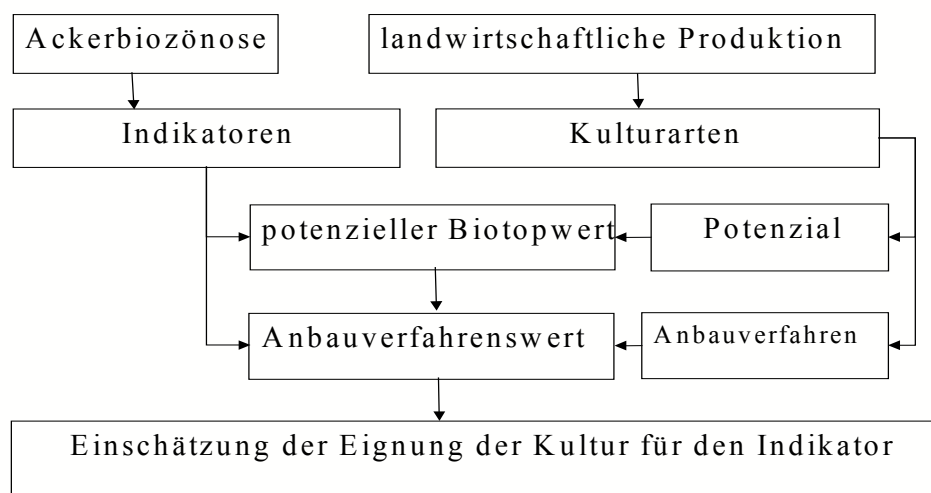 Ackerbiozönose
landwirtschaftliche Produktion
Indikatoren
Kulturarten
potenzieller Biotopwert
Potenzial
Anbauverfahrenswert
Anbauverfahren
Einschätzung der Eignung der Kultur für den Indikator